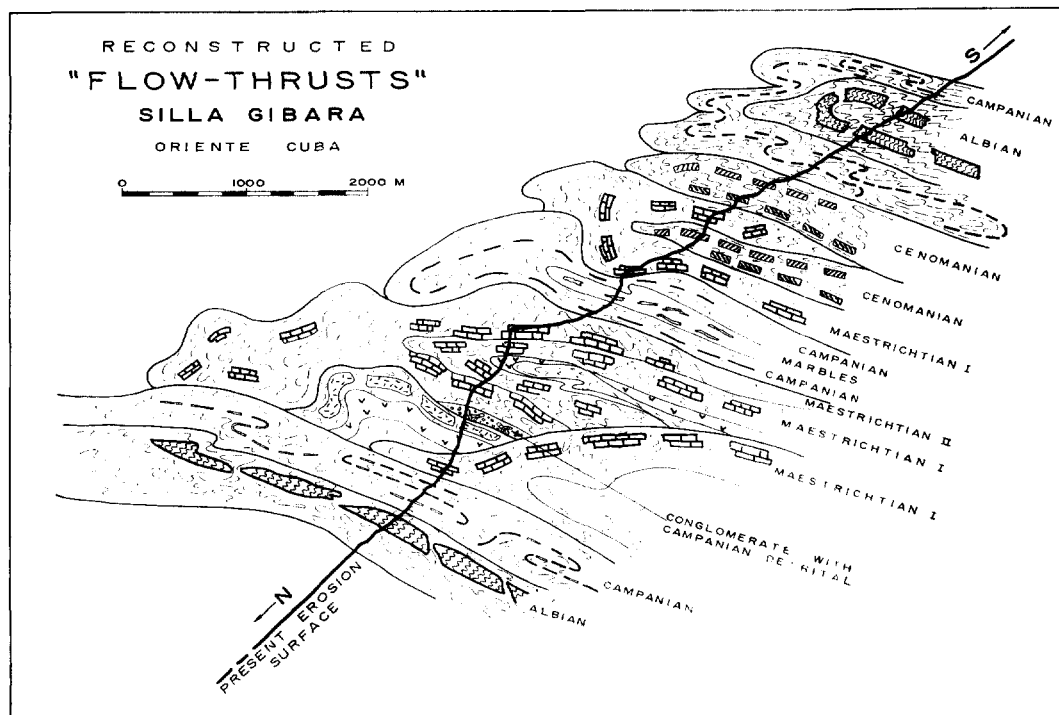 RECONSTRUCTED
"FLOW-THRUSTS"
SILLA GIBARA
ORIENTE CUBA
0 1000 2000 M
S
CAMPANIAN
ALBIAN
CENOMANIAN
CENOMANIAN
MAESTRICHTIAN I
CAMPANIAN
MARBLES
CAMPANIAN
MAESTRICHTIAN II
MAESTRICHTIAN I
MAESTRICHTIAN I
CONGLOMERATE WITH
CAMPANIAN DETRITAL
CAMPANIAN
ALBIAN
N
PRESENT EROSION
SURFACE